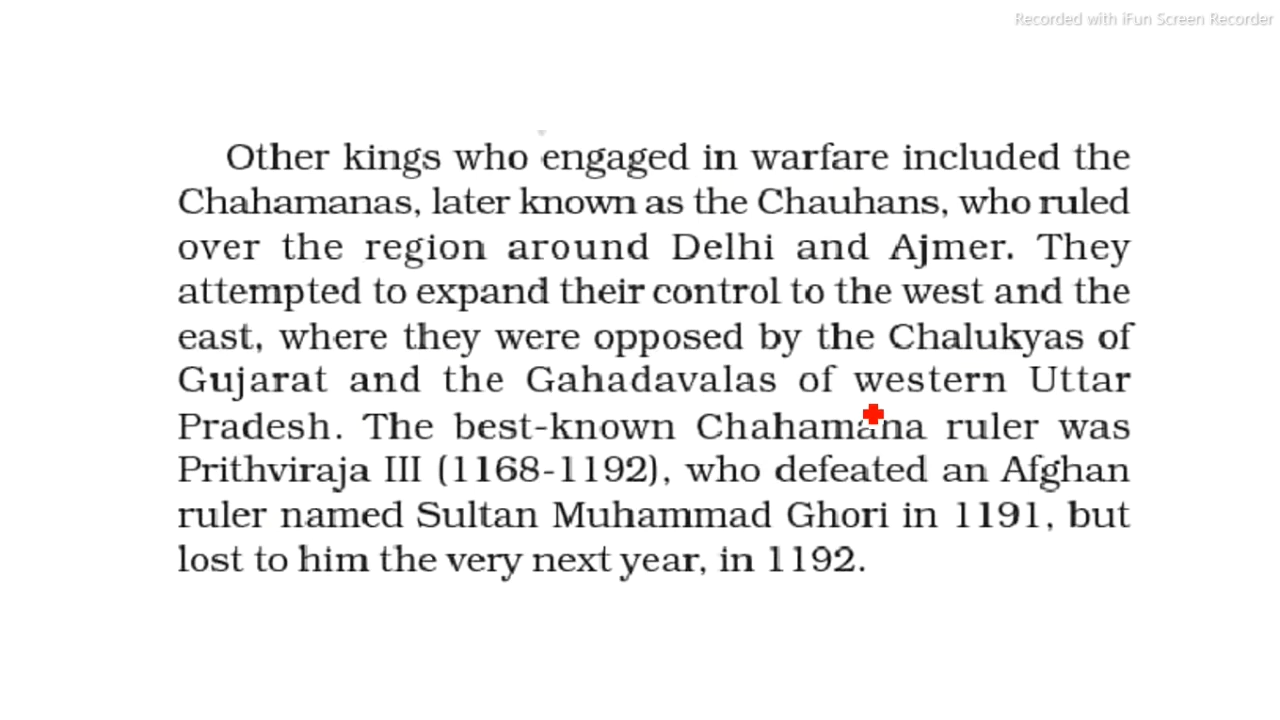 Recorded with iFun Screen Recorder
Other kings who engaged in warfare included the
Chahamanas, later known as the Chauhans, who ruled
over the region around Delhi and Ajmer. They
attempted to expand their control to the west and the
east, where they were opposed by the Chalukyas of
Gujarat and the Gahadavalas of western Uttar
Pradesh. The best-known Chahamana ruler was
Prithviraja III (1168-1192), who defeated an Afghan
ruler named Sultan Muhammad Ghori in 1191, but
lost to him the very next year, in 1192.